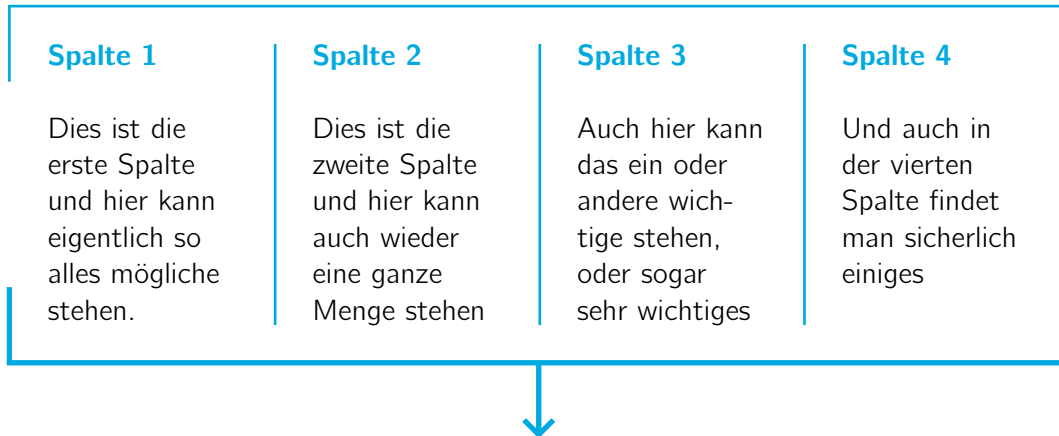 Spalte 1
Dies ist die
erste Spalte
und hier kann
eigentlich so
alles mögliche
stehen.
Spalte 2
Dies ist die
zweite Spalte
und hier kann
auch wieder
eine ganze
Menge stehen
Spalte 3
Auch hier kann
das ein oder
andere wich-
tige stehen,
oder sogar
sehr wichtiges
Spalte 4
Und auch in
der vierten
Spalte findet
man sicherlich
einiges